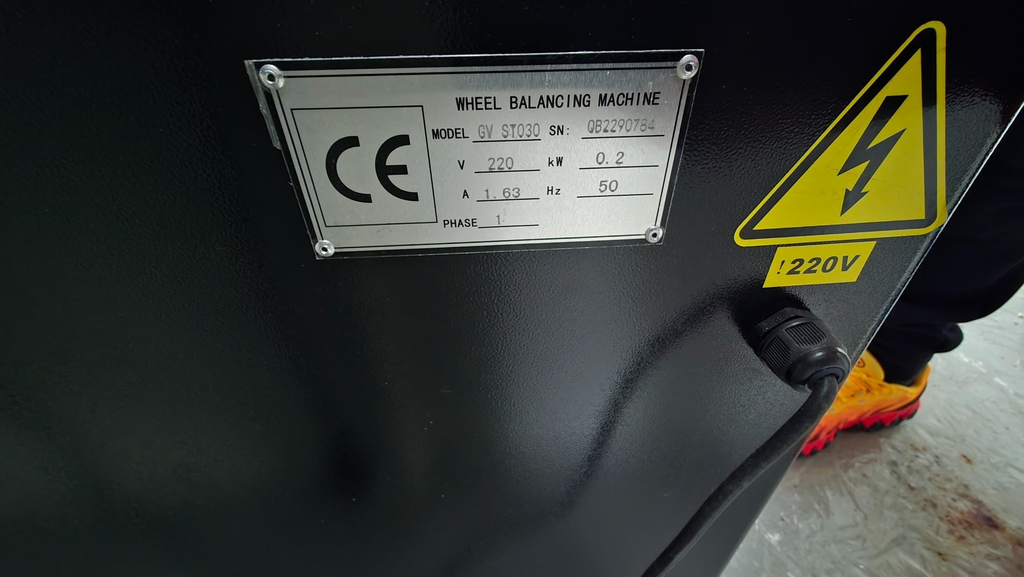 WHEEL BALANCING MACHINE
CE
MODEL GV ST030 SN: QB2290784
V 220 kW 0.2
A 1.63 Hz 50
PHASE 1
!220V